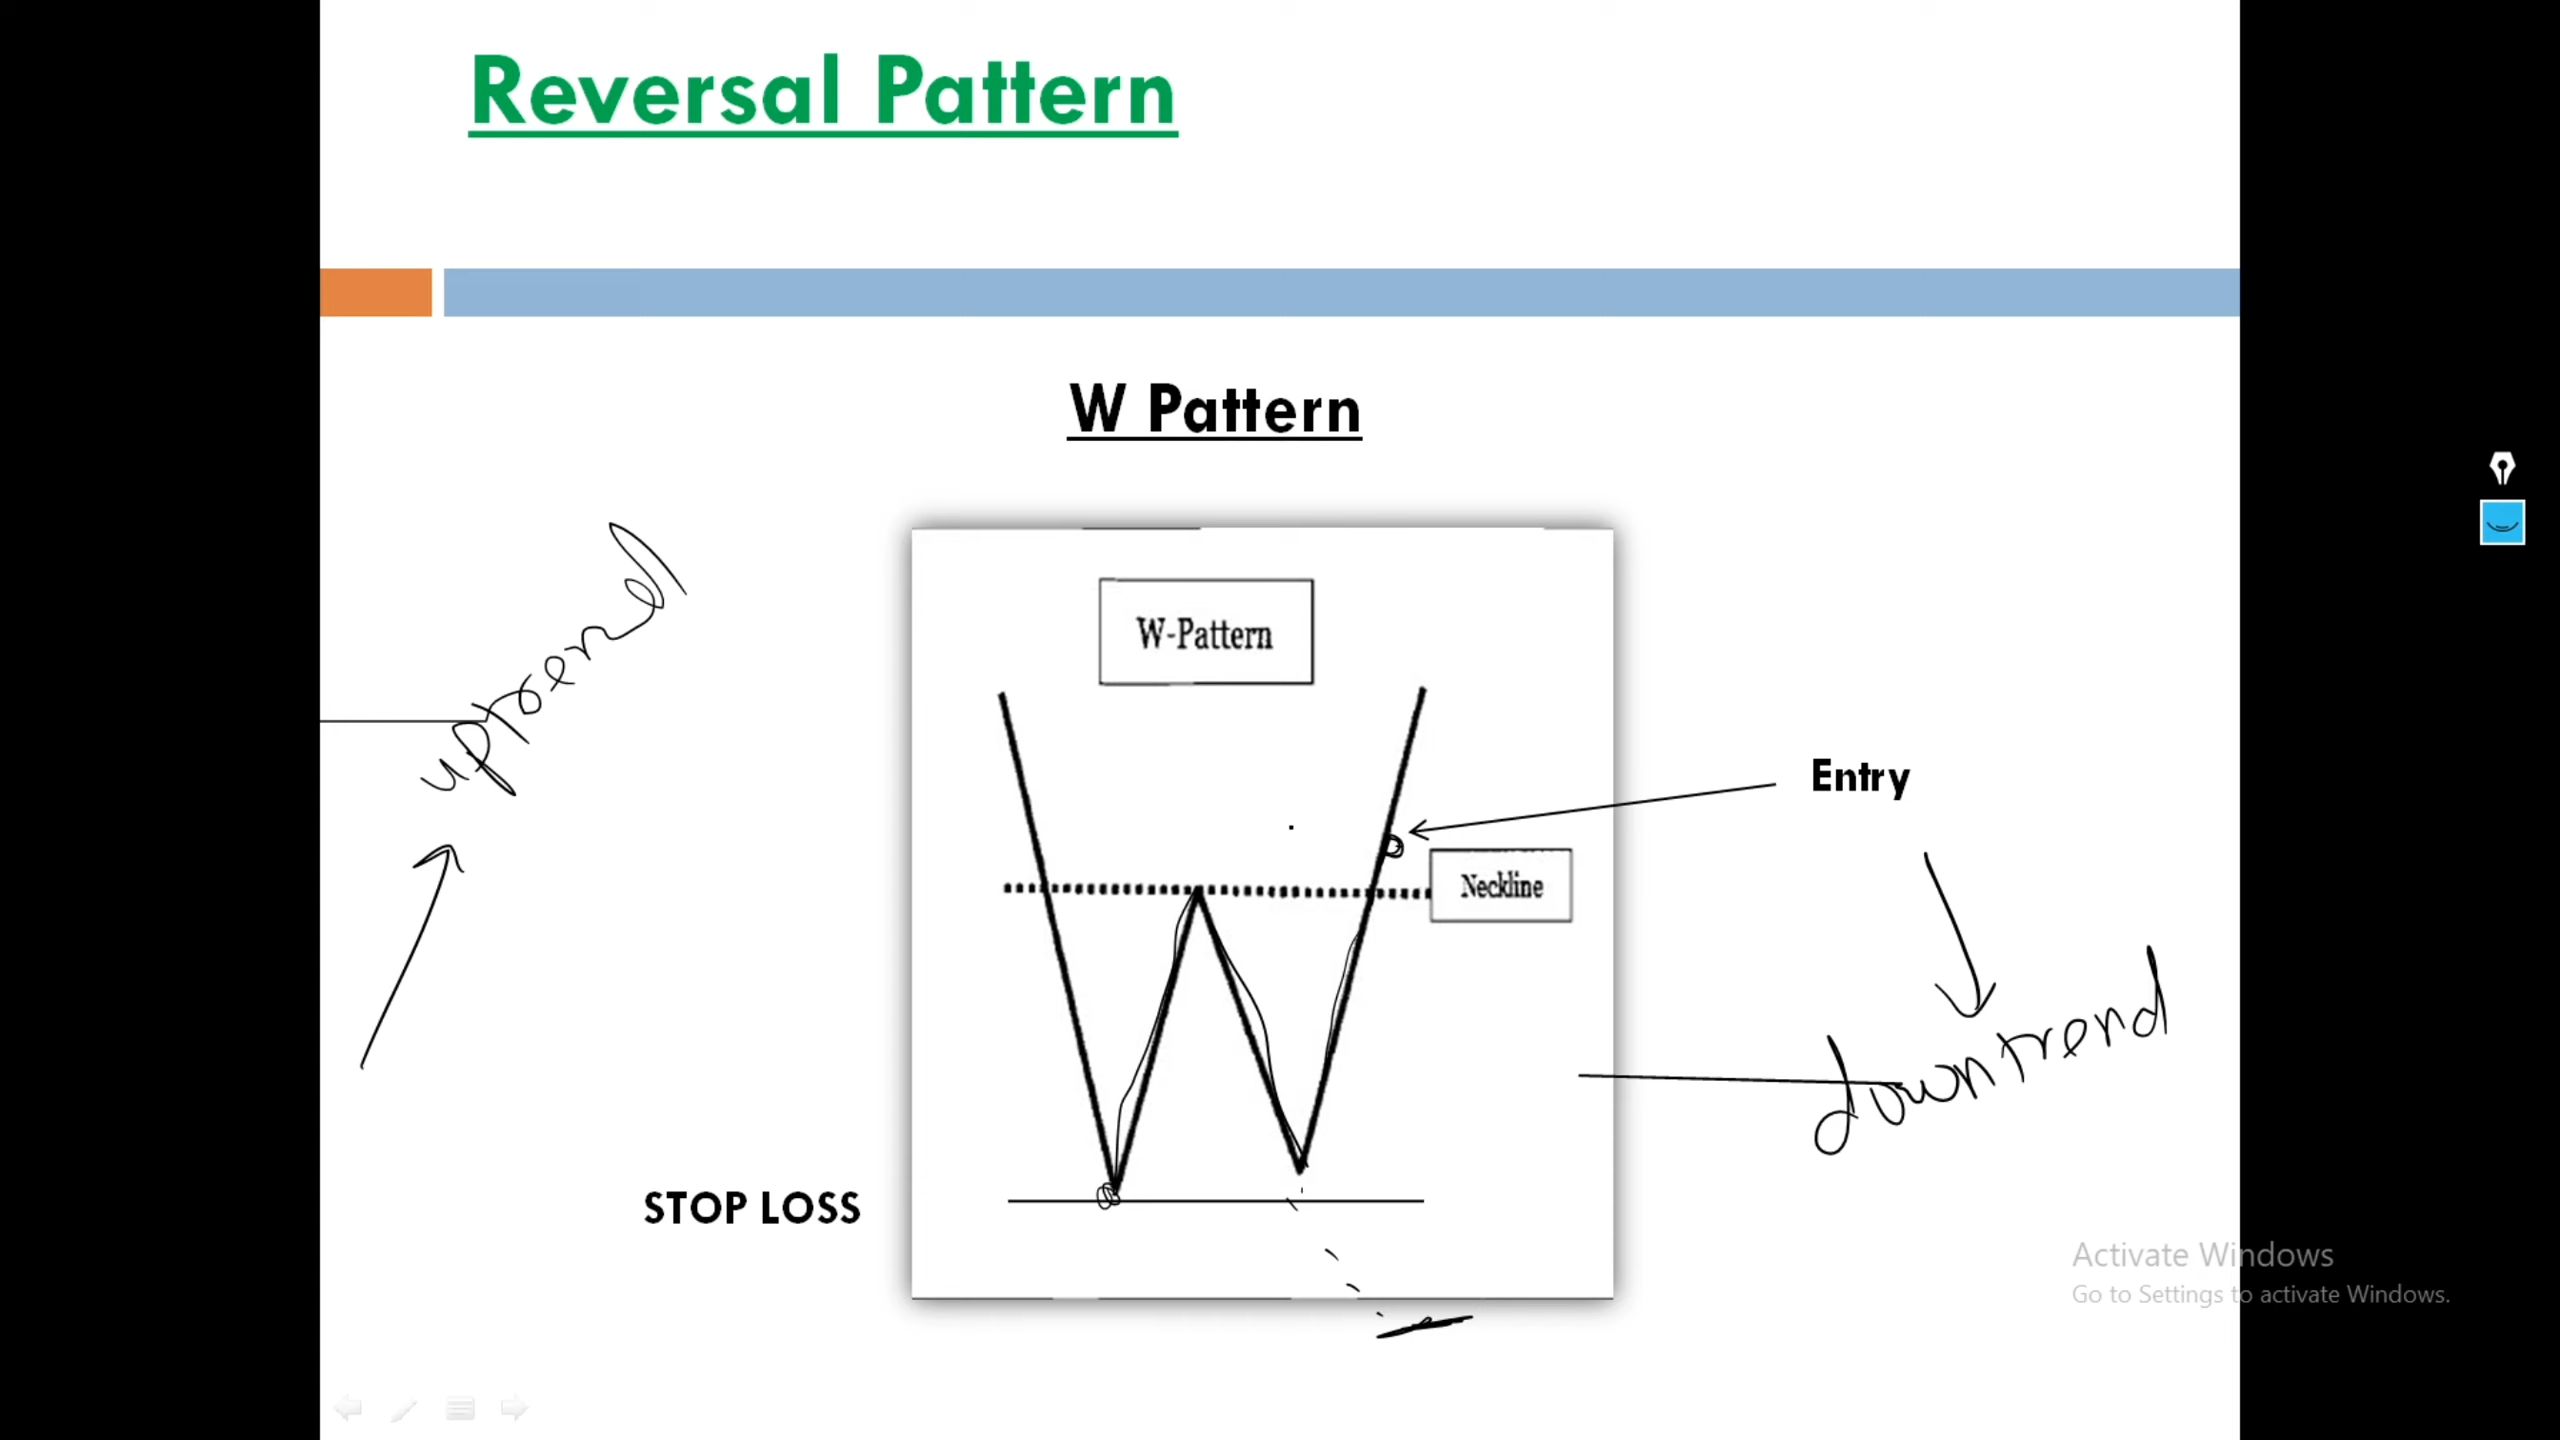 Reversal Pattern
W Pattern
uptrend
W-Pattern
Entry
Neckline
downtrend
STOP LOSS
Activate Windows
Go to Settings to activate Windows.